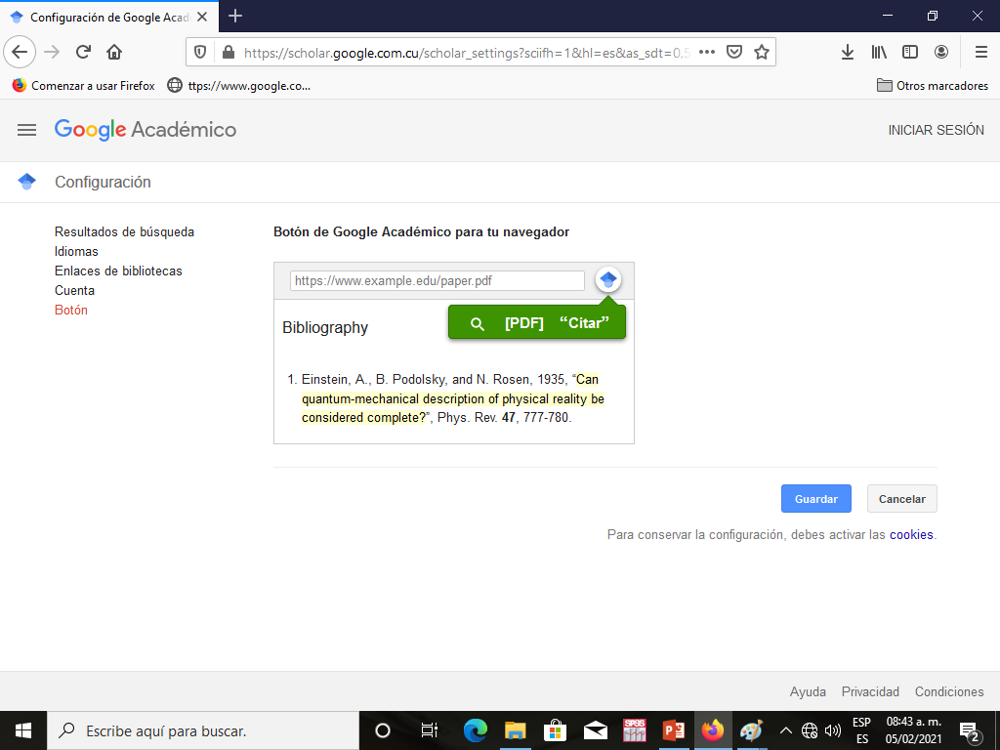 Configuración de Google Acad
https://scholar.google.com.cu/scholar_settings?sciifh=1&hl=es&as_sdt=0,5
Comenzar a usar Firefox
ttps://www.google.co...
Otros marcadores
Google Académico
INICIAR SESIÓN
Configuración
Resultados de búsqueda
Idiomas
Enlaces de bibliotecas
Cuenta
Botón
Botón de Google Académico para tu navegador
https://www.example.edu/paper.pdf
[PDF] “Citar”
Bibliography
1. Einstein, A., B. Podolsky, and N. Rosen, 1935, “Can
quantum-mechanical description of physical reality be
considered complete?”, Phys. Rev. 47, 777-780.
Guardar
Cancelar
Para conservar la configuración, debes activar las cookies.
Ayuda
Privacidad
Condiciones
Escribe aquí para buscar.
SPSS
ESP
ES
08:43 a. m.
05/02/2021
2